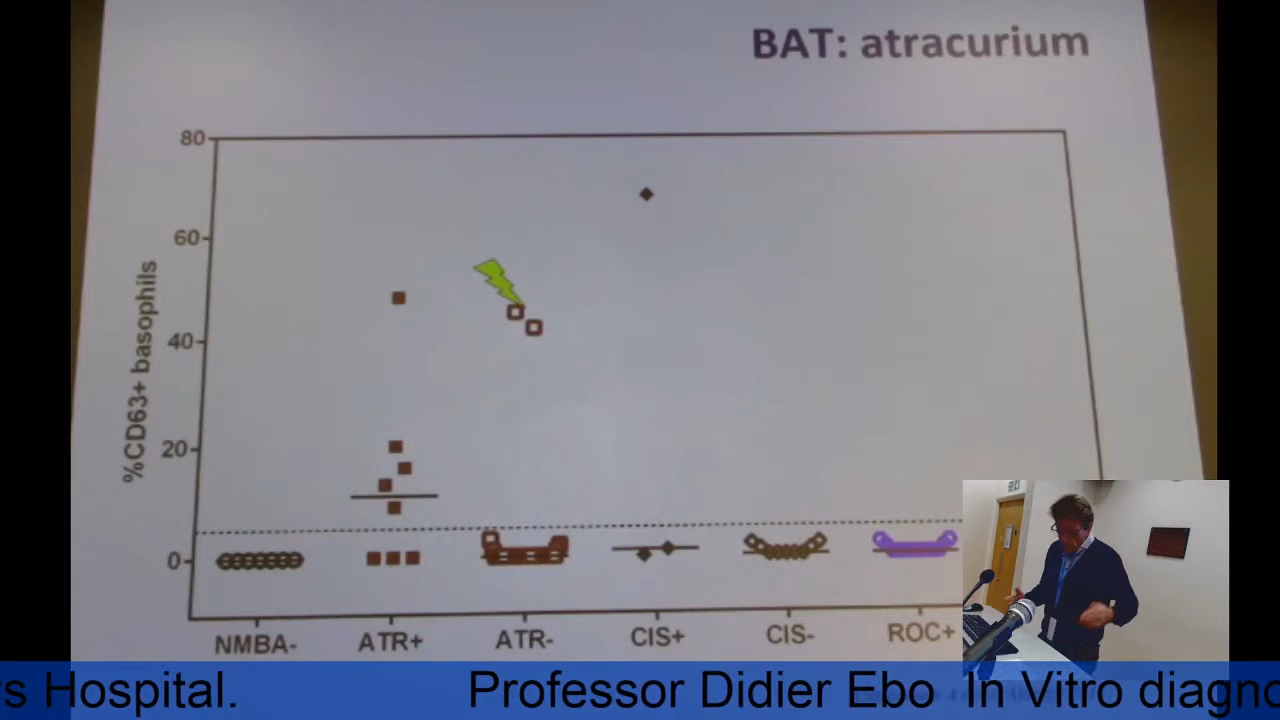 BAT: atracurium
80
60
40
20
0
%CD63+ basophils
NMBA-
ATR+
ATR-
CIS+
CIS-
ROC+
s Hospital. Professor Didier Ebo In Vitro diagno